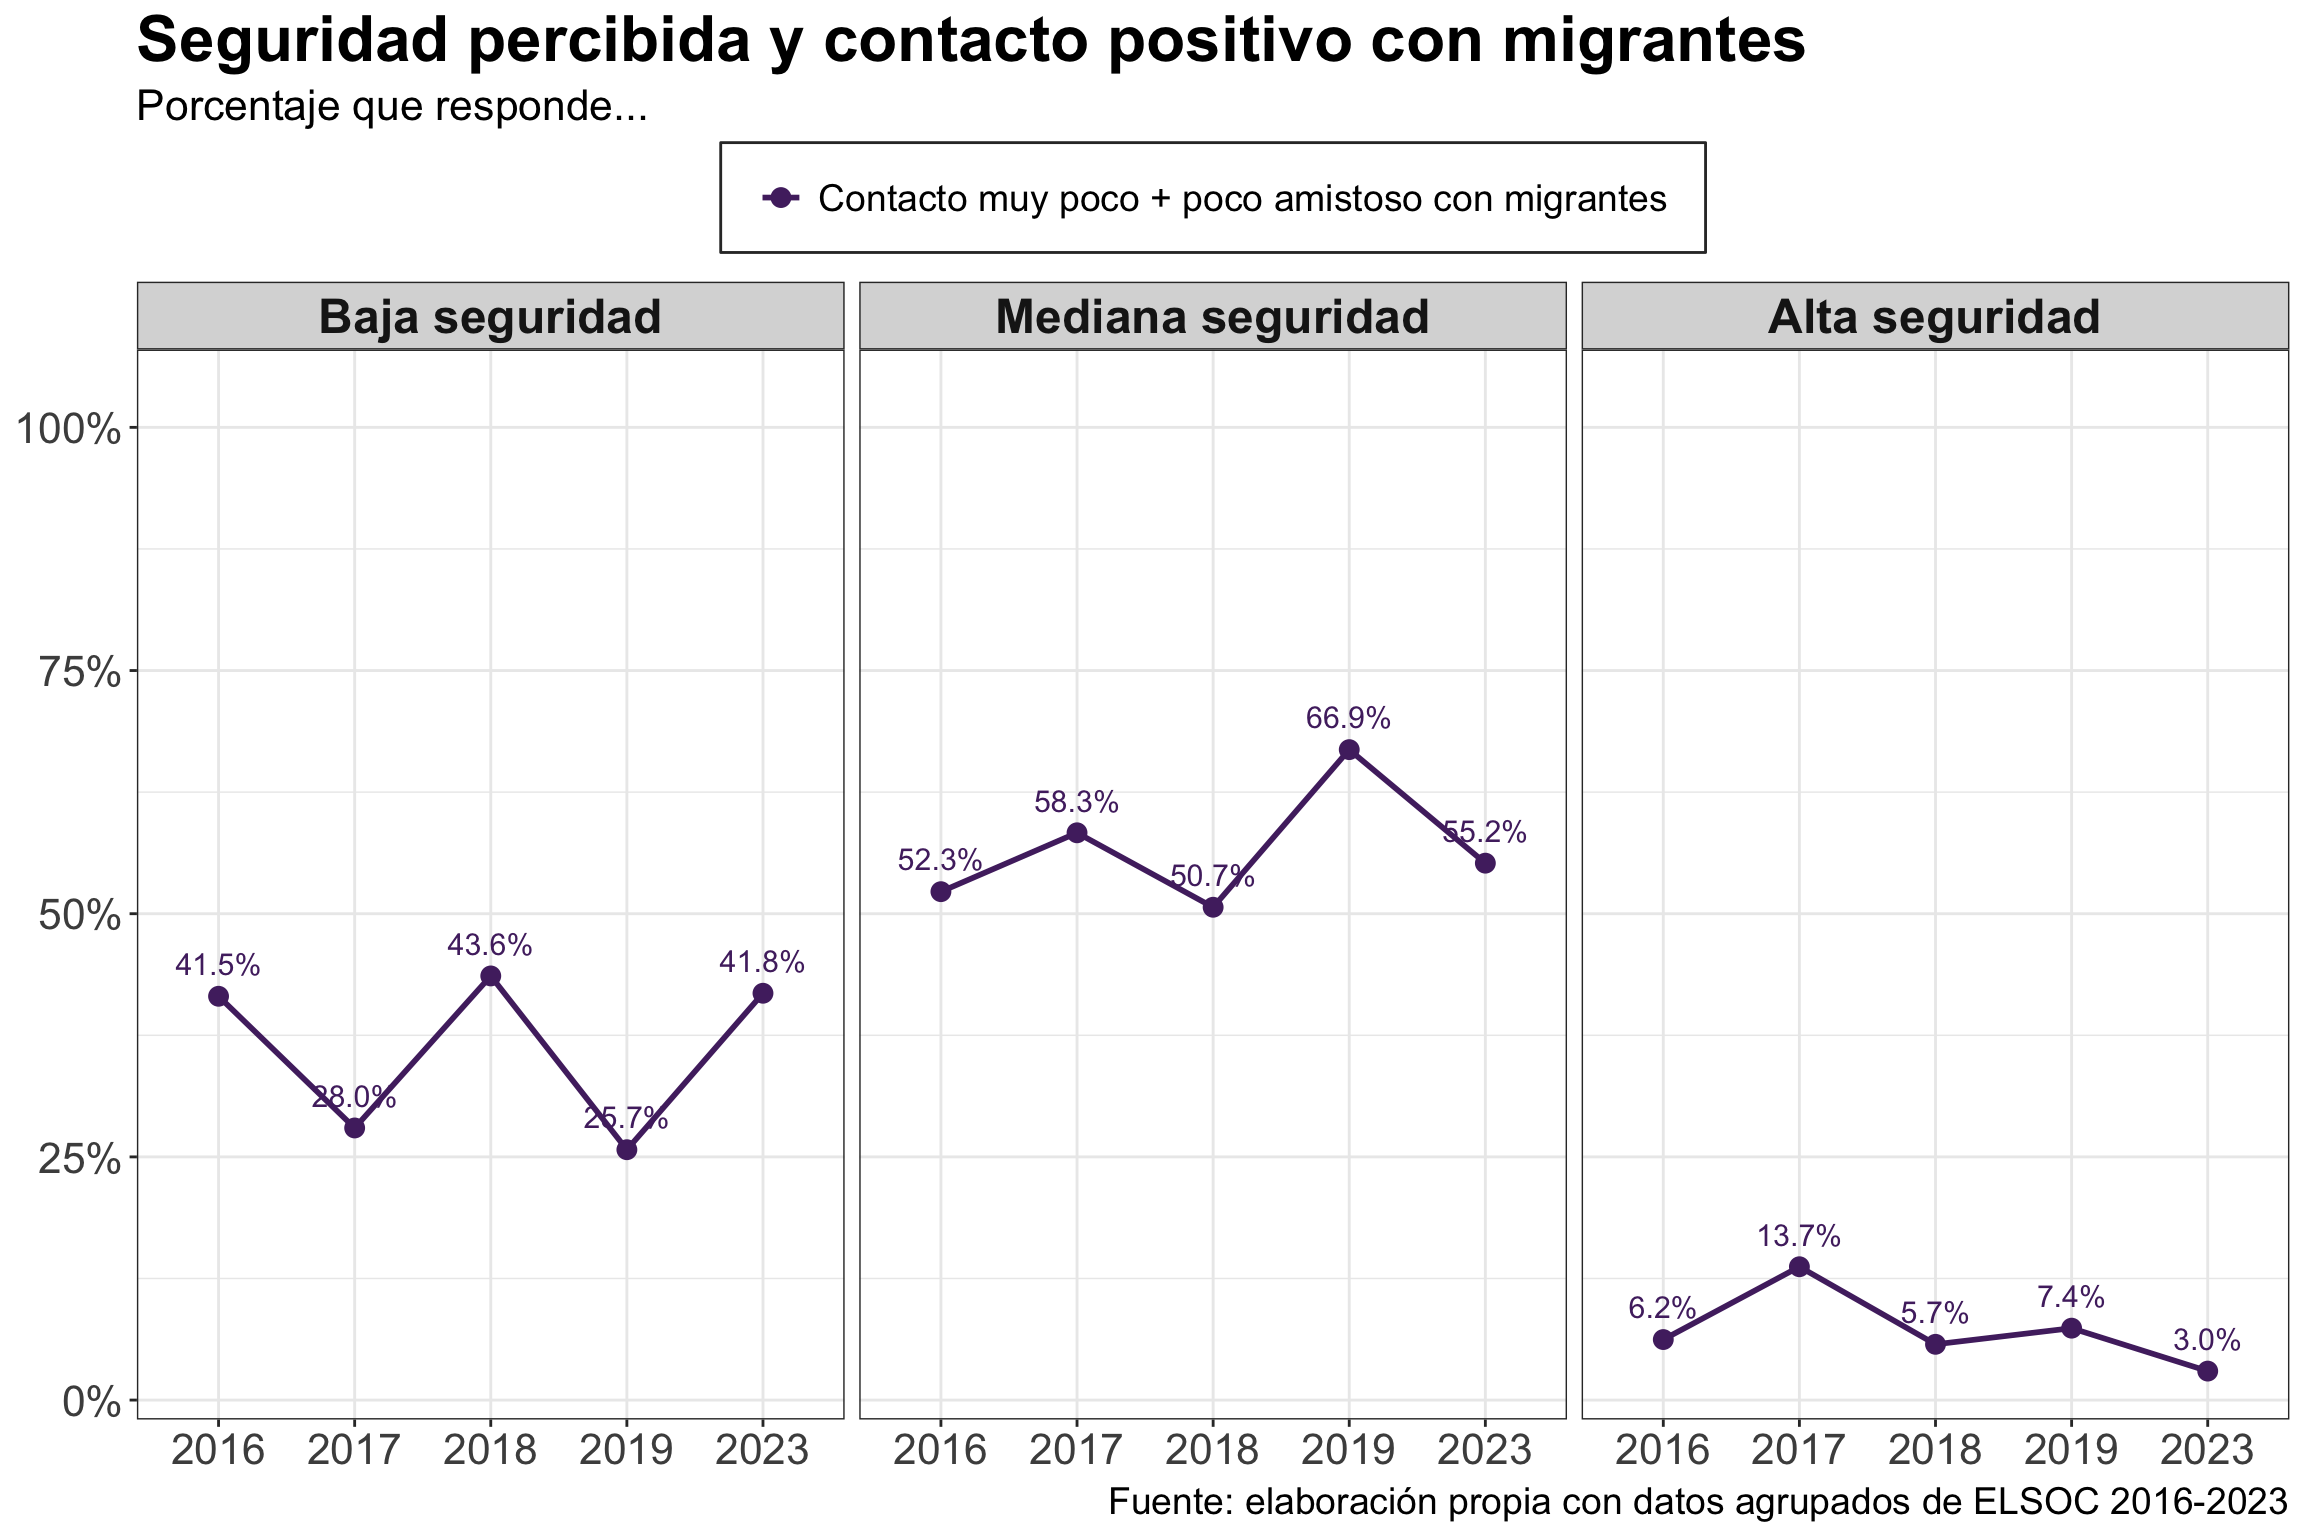 Seguridad percibida y contacto positivo con migrantes
Porcentaje que responde...
Contacto muy poco + poco amistoso con migrantes
Baja seguridad
Mediana seguridad
Alta seguridad
100%
75%
50%
25%
0%
41.5%
28.0%
43.6%
25.7%
41.8%
52.3%
58.3%
50.7%
66.9%
55.2%
6.2%
13.7%
5.7%
7.4%
3.0%
2016 2017 2018 2019 2023
2016 2017 2018 2019 2023
2016 2017 2018 2019 2023
Fuente: elaboración propia con datos agrupados de ELSOC 2016-2023